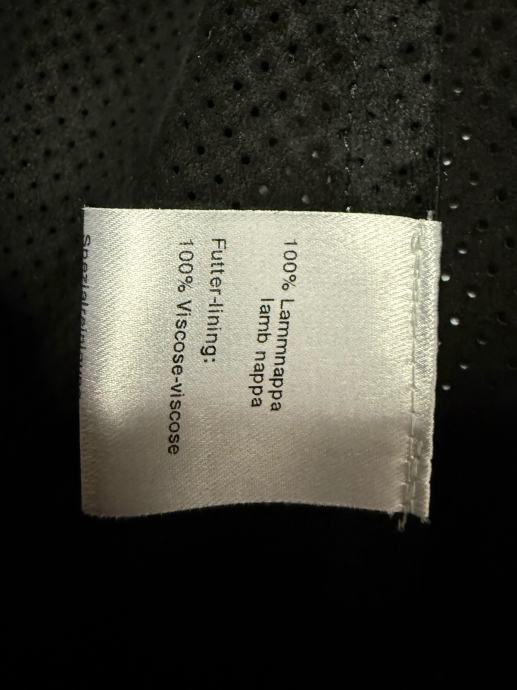 100% Lammnappa
lamb nappa
Futter-lining:
100% Viscose-viscose